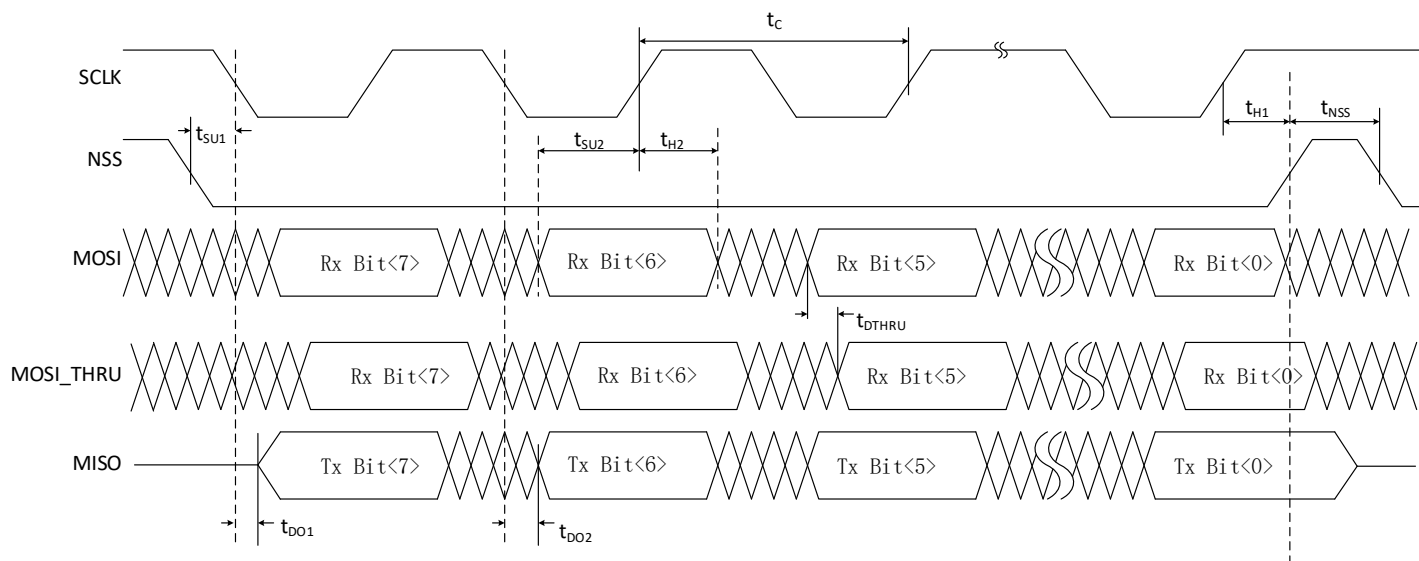 t_C
SCLK
t_SU1
t_SU2
t_H2
t_H1
t_NSS
NSS
MOSI
Rx Bit<7>
Rx Bit<6>
Rx Bit<5>
Rx Bit<0>
t_DTHRU
MOSI_THRU
Rx Bit<7>
Rx Bit<6>
Rx Bit<5>
Rx Bit<0>
MISO
Tx Bit<7>
Tx Bit<6>
Tx Bit<5>
Tx Bit<0>
t_DO1
t_DO2